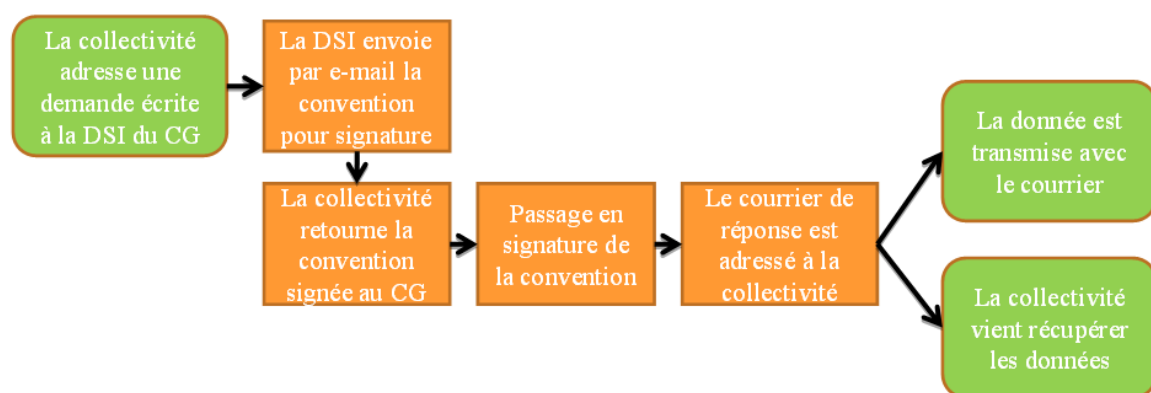 La collectivité
adresse une
demande écrite
à la DSI du CG
La DSI envoie
par e-mail la
convention
pour signature
La collectivité
retourne la
convention
signée au CG
Passage en
signature de
la convention
Le courrier de
réponse est
adressé à la
collectivité
La donnée est
transmise avec
le courrier
La collectivité
vient récupérer
les données